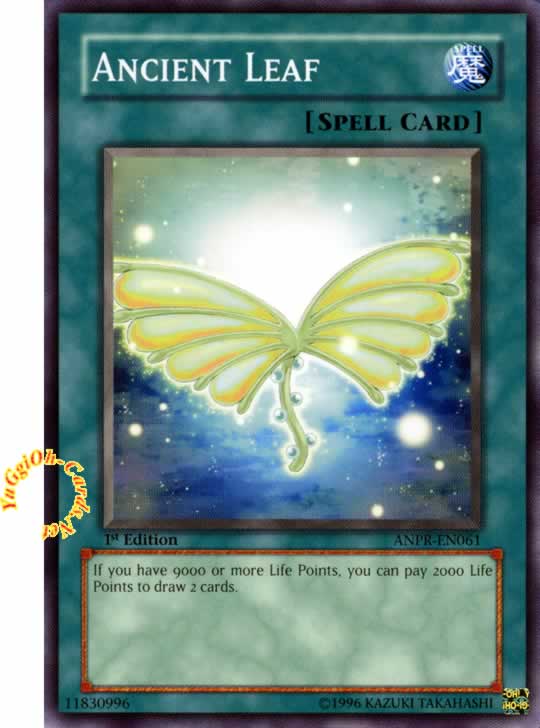 ANCIENT LEAF
SPELL
魔
[SPELL CARD]
YuGgiOh-Cards.Net
1st Edition
ANPR-EN061
If you have 9000 or more Life Points, you can pay 2000 Life
Points to draw 2 cards.
11830996
©1996 KAZUKI TAKAHASHI